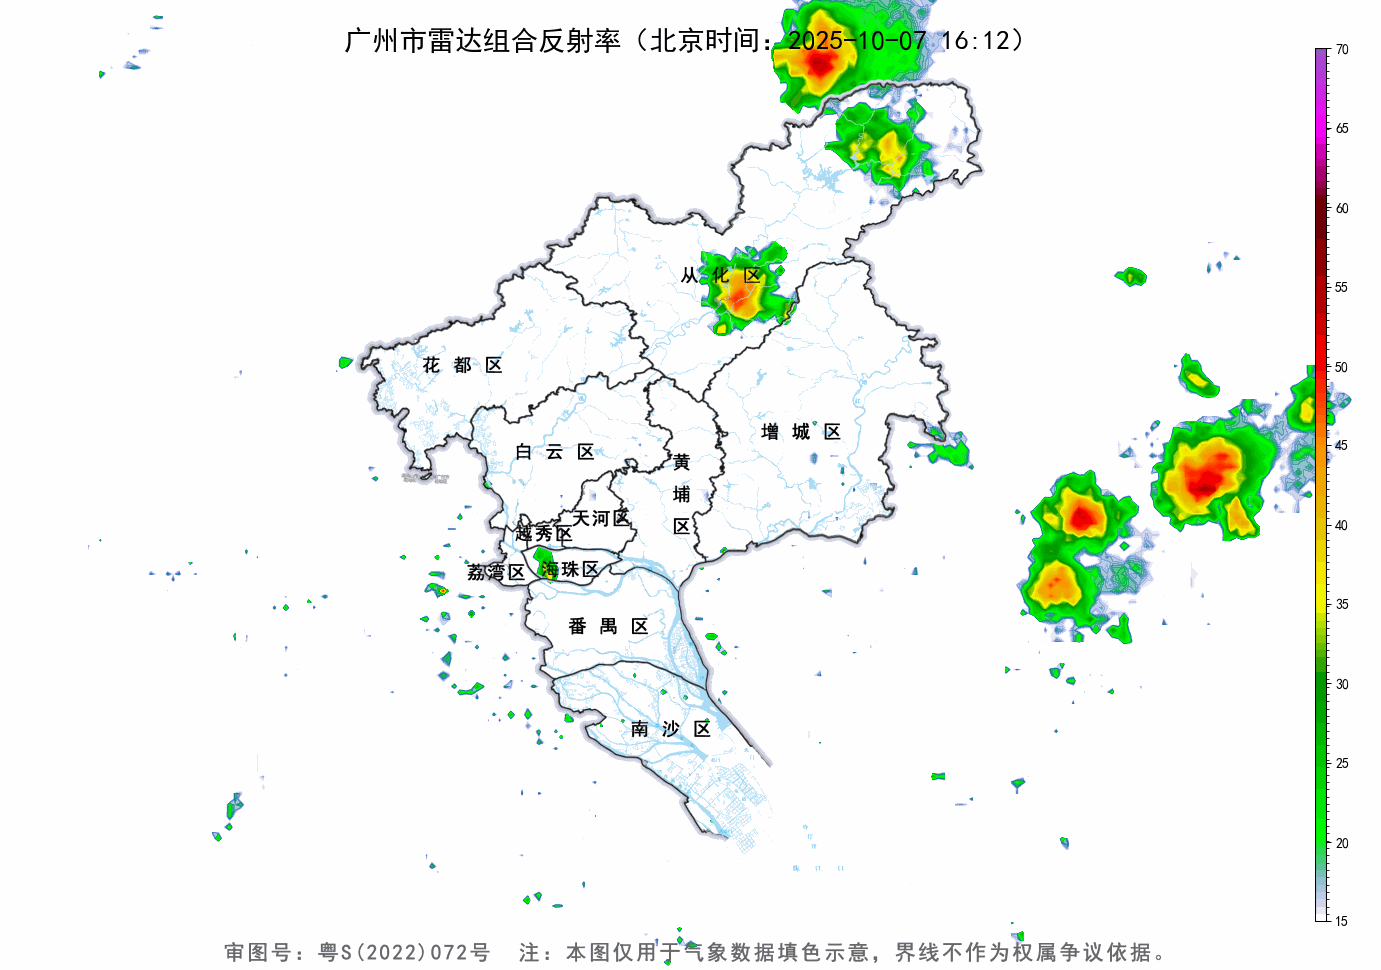 广州市雷达组合反射率（北京时间：2025-10-07 16:12）
70
65
60
55
50
45
40
35
30
25
20
15
从化区
花都区
增城区
白云区
黄埔区
天河区
越秀区
海珠区
荔湾区
番禺区
南沙区
审图号：粤S(2022)072号 注：本图仅用于气象数据填色示意，界线不作为权属争议依据。